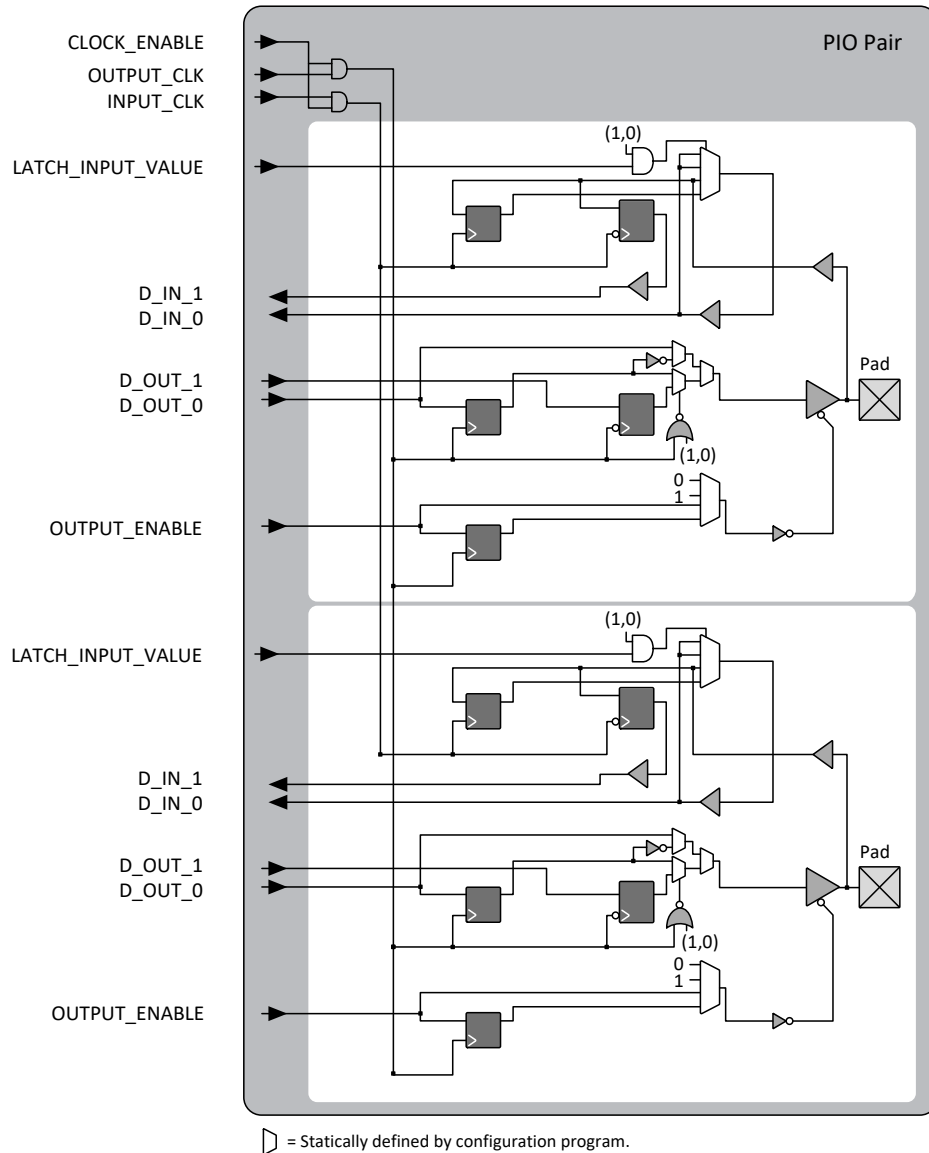 CLOCK_ENABLE
PIO Pair
OUTPUT_CLK
INPUT_CLK
(1,0)
LATCH_INPUT_VALUE
D_IN_1
D_IN_0
Pad
D_OUT_1
D_OUT_0
(1,0)
0
1
OUTPUT_ENABLE
(1,0)
LATCH_INPUT_VALUE
D_IN_1
D_IN_0
Pad
D_OUT_1
D_OUT_0
(1,0)
0
1
OUTPUT_ENABLE
= Statically defined by configuration program.